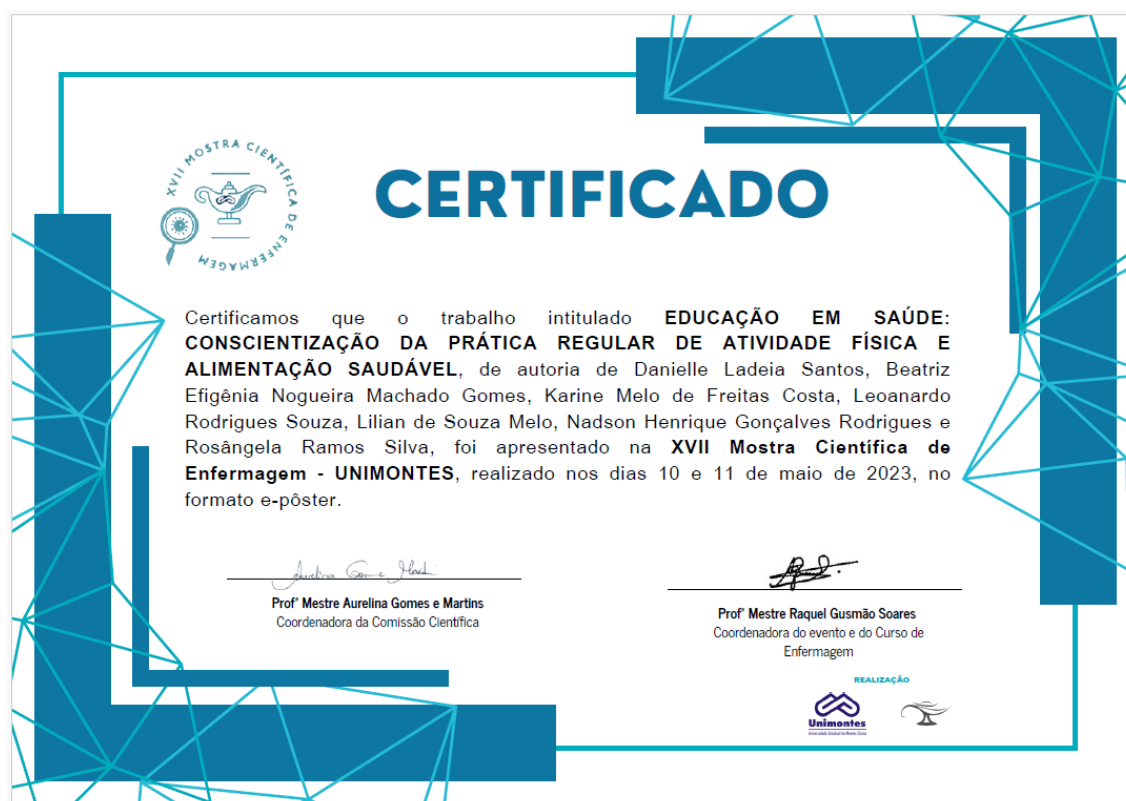 XVII MOSTRA CIENTÍFICA DE ENFERMAGEM
CERTIFICADO
Certificamos que o trabalho intitulado EDUCAÇÃO EM SAÚDE:
CONSCIENTIZAÇÃO DA PRÁTICA REGULAR DE ATIVIDADE FÍSICA E
ALIMENTAÇÃO SAUDÁVEL, de autoria de Danielle Ladeia Santos, Beatriz
Efigênia Nogueira Machado Gomes, Karine Melo de Freitas Costa, Leoanardo
Rodrigues Souza, Lilian de Souza Melo, Nadson Henrique Gonçalves Rodrigues e
Rosângela Ramos Silva, foi apresentado na XVII Mostra Científica de
Enfermagem - UNIMONTES, realizado nos dias 10 e 11 de maio de 2023, no
formato e-pôster.
Profª Mestre Aurelina Gomes e Martins
Coordenadora da Comissão Científica
Profª Mestre Raquel Gusmão Soares
Coordenadora do evento e do Curso de
Enfermagem
REALIZAÇÃO
Unimontes
Universidade Estadual de Montes Claros